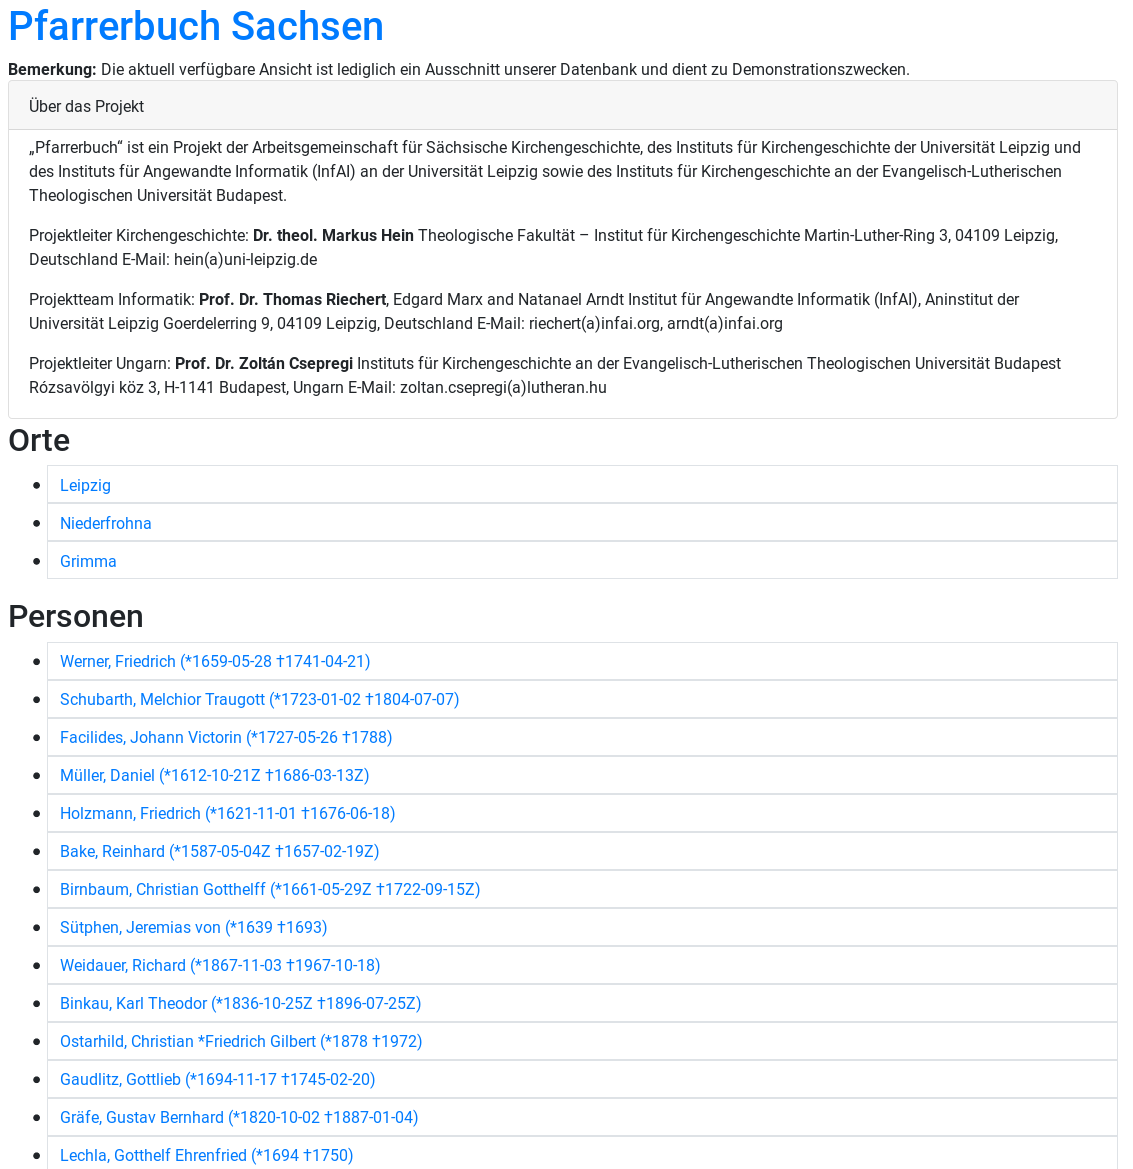 Pfarrerbuch Sachsen
Bemerkung: Die aktuell verfügbare Ansicht ist lediglich ein Ausschnitt unserer Datenbank und dient zu Demonstrationszwecken.
Über das Projekt
„Pfarrerbuch“ ist ein Projekt der Arbeitsgemeinschaft für Sächsische Kirchengeschichte, des Instituts für Kirchengeschichte der Universität Leipzig und
des Instituts für Angewandte Informatik (InfAI) an der Universität Leipzig sowie des Instituts für Kirchengeschichte an der Evangelisch-Lutherischen
Theologischen Universität Budapest.
Projektleiter Kirchengeschichte: Dr. theol. Markus Hein Theologische Fakultät – Institut für Kirchengeschichte Martin-Luther-Ring 3, 04109 Leipzig,
Deutschland E-Mail: hein(a)uni-leipzig.de
Projektteam Informatik: Prof. Dr. Thomas Riechert, Edgard Marx and Natanael Arndt Institut für Angewandte Informatik (InfAI), Aninstitut der
Universität Leipzig Goerdelerring 9, 04109 Leipzig, Deutschland E-Mail: riechert(a)infai.org, arndt(a)infai.org
Projektleiter Ungarn: Prof. Dr. Zoltán Csepregi Instituts für Kirchengeschichte an der Evangelisch-Lutherischen Theologischen Universität Budapest
Rózsavölgyi köz 3, H-1141 Budapest, Ungarn E-Mail: zoltan.csepregi(a)lutheran.hu
Orte
• Leipzig
• Niederfrohna
• Grimma
Personen
• Werner, Friedrich (*1659-05-28 †1741-04-21)
• Schubarth, Melchior Traugott (*1723-01-02 †1804-07-07)
• Facilides, Johann Victorin (*1727-05-26 †1788)
• Müller, Daniel (*1612-10-21Z †1686-03-13Z)
• Holzmann, Friedrich (*1621-11-01 †1676-06-18)
• Bake, Reinhard (*1587-05-04Z †1657-02-19Z)
• Birnbaum, Christian Gotthelff (*1661-05-29Z †1722-09-15Z)
• Sütphen, Jeremias von (*1639 †1693)
• Weidauer, Richard (*1867-11-03 †1967-10-18)
• Binkau, Karl Theodor (*1836-10-25Z †1896-07-25Z)
• Ostarhild, Christian *Friedrich Gilbert (*1878 †1972)
• Gaudlitz, Gottlieb (*1694-11-17 †1745-02-20)
• Gräfe, Gustav Bernhard (*1820-10-02 †1887-01-04)
• Lechla, Gotthelf Ehrenfried (*1694 †1750)